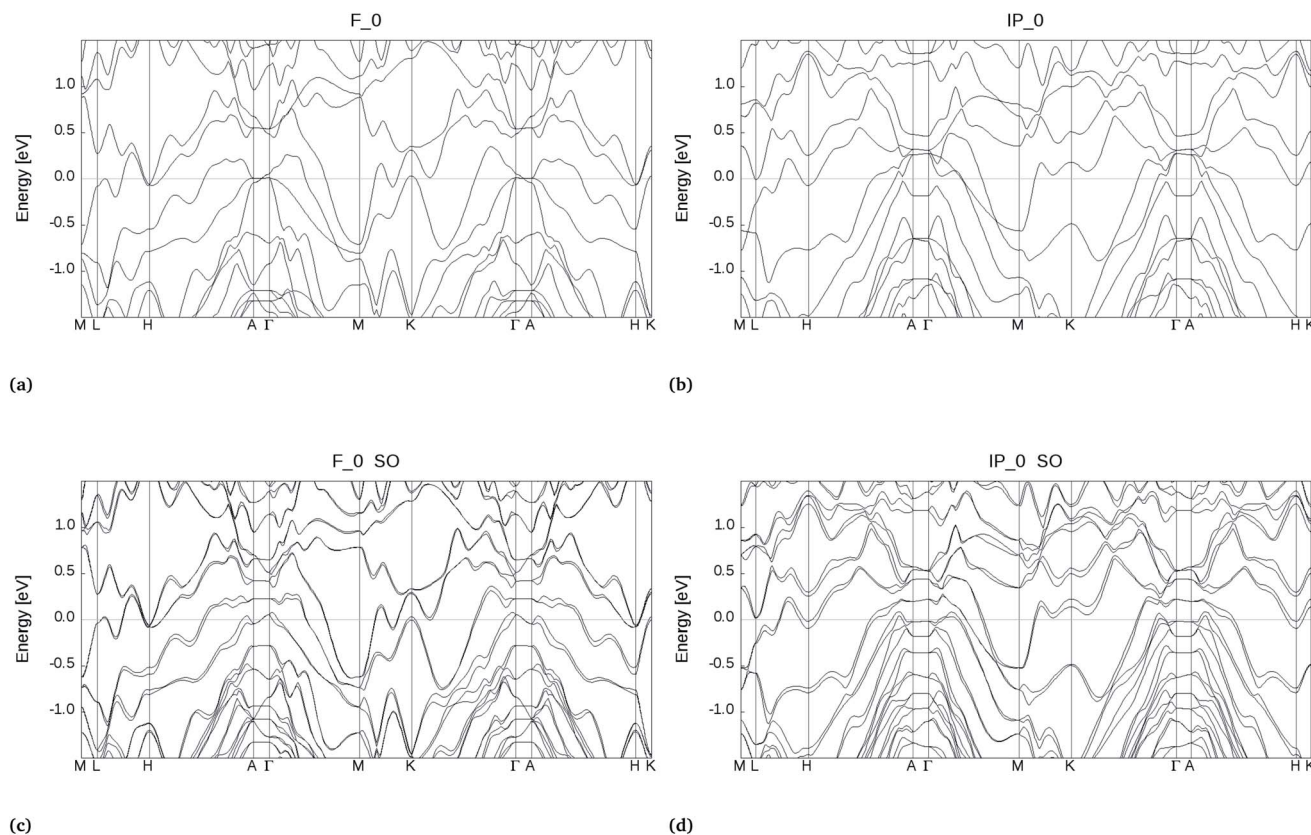 F_0
IP_0
Energy [eV]
1.0
0.5
0.0
-0.5
-1.0
M L H A Γ M K Γ A H K
Energy [eV]
1.0
0.5
0.0
-0.5
-1.0
M L H A Γ M K Γ A H K
(a)
(b)
F_0 SO
IP_0 SO
Energy [eV]
1.0
0.5
0.0
-0.5
-1.0
M L H A Γ M K Γ A H K
Energy [eV]
1.0
0.5
0.0
-0.5
-1.0
M L H A Γ M K Γ A H K
(c)
(d)